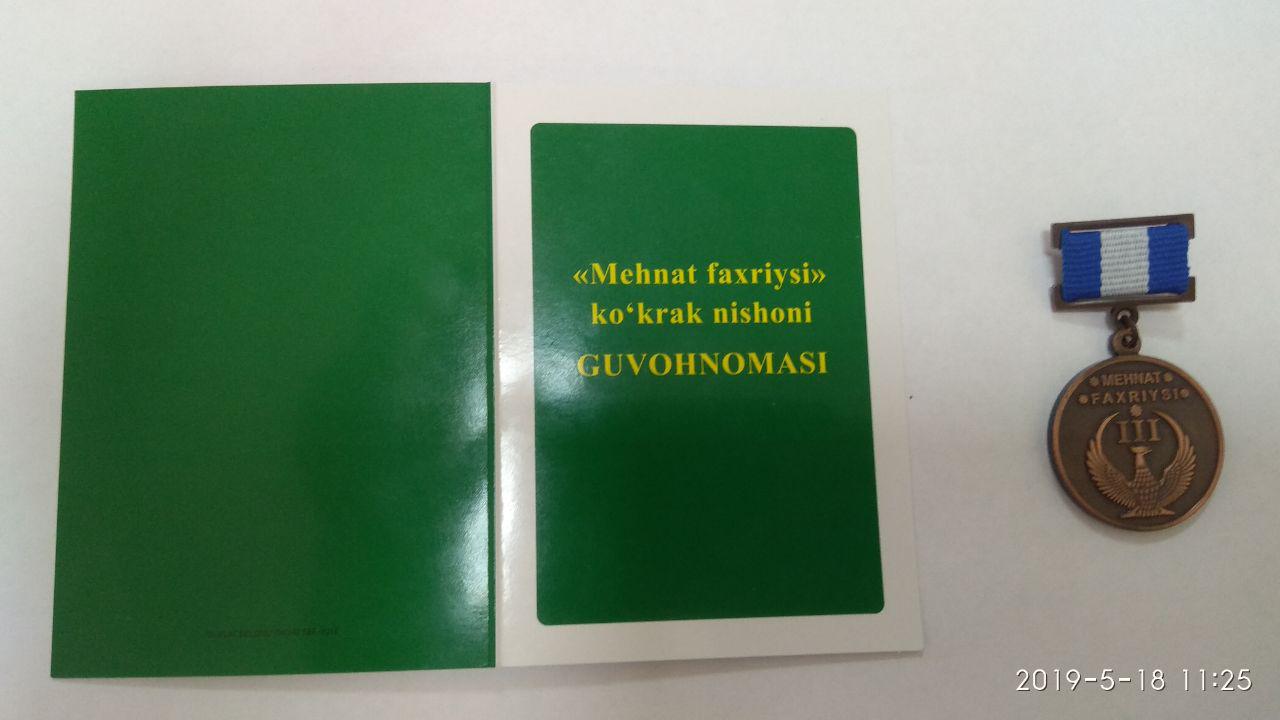 «Mehnat faxriysi»
ko‘krak nishoni
GUVOHNOMASI
MEHNAT
FAXRIYSI
III
2019-5-18 11:25